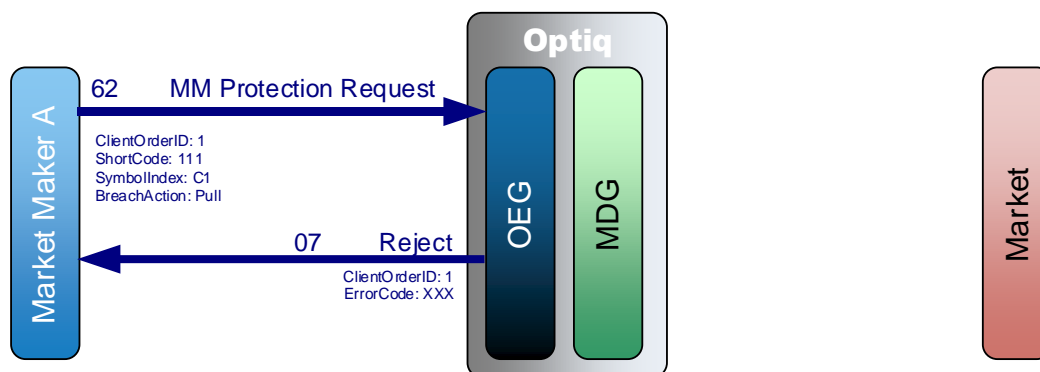 Optiq
62 MM Protection Request
Market Maker A
ClientOrderID: 1
ShortCode: 111
SymbolIndex: C1
BreachAction: Pull
OEG
MDG
Market
07 Reject
ClientOrderID: 1
ErrorCode: XXX